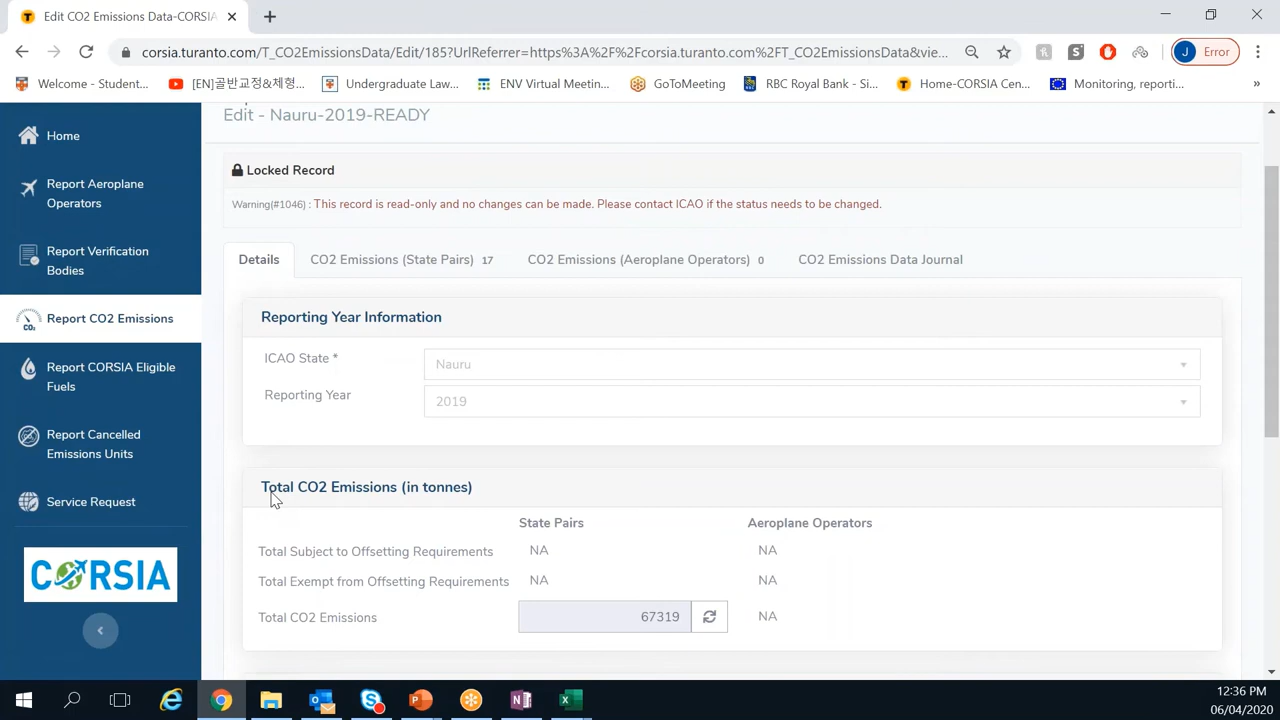 Edit CO2 Emissions Data-CORSIA
corsia.turanto.com/T_CO2EmissionsData/Edit/185?UrlReferrer=https%3A%2F%2Fcorsia.turanto.com%2FT_CO2EmissionsData&vie...
J Error
Welcome - Student...
[EN]골반교정&체형...
Undergraduate Law...
ENV Virtual Meetin...
GoToMeeting
RBC Royal Bank - Si...
Home-CORSIA Cen...
Monitoring, reporti...
Edit - Nauru-2019-READY
Home
Report Aeroplane
Operators
Report Verification
Bodies
Report CO2 Emissions
Report CORSIA Eligible
Fuels
Report Cancelled
Emissions Units
Service Request
CORSIA
Locked Record
Warning(#1046) : This record is read-only and no changes can be made. Please contact ICAO if the status needs to be changed.
Details
CO2 Emissions (State Pairs) 17
CO2 Emissions (Aeroplane Operators) 0
CO2 Emissions Data Journal
Reporting Year Information
ICAO State * Nauru
Reporting Year 2019
Total CO2 Emissions (in tonnes)
State Pairs Aeroplane Operators
Total Subject to Offsetting Requirements NA NA
Total Exempt from Offsetting Requirements NA NA
Total CO2 Emissions 67319 NA
12:36 PM
06/04/2020